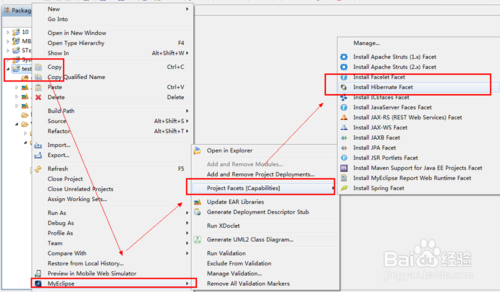 Packag
10
MB
STe
Sy
test
New
Go Into
Open in New Window
Open Type Hierarchy F4
Show In Alt+Shift+W
Copy Ctrl+C
Copy Qualified Name
Paste Ctrl+V
Delete Delete
Build Path
Source Alt+Shift+S
Refactor Alt+Shift+T
Import...
Export...
Refresh F5
Close Project
Close Unrelated Projects
Assign Working Sets...
Run As
Debug As
Profile As
Team
Compare With
Restore from Local History...
Preview in Mobile Web Simulator
MyEclipse
Open in Explorer
Add and Remove Modules...
Add and Remove Project Deployments...
Project Facets [Capabilities]
Update EAR Libraries
Generate Deployment Descriptor Stub
Run XDoclet
Generate UML2 Class Diagram...
Run Validation
Exclude From Validation
Manage Validation...
Remove All Validation Markers
Manage...
Install Apache Struts (1.x) Facet
Install Apache Struts (2.x) Facet
Install Facelet Facet
Install Hibernate Facet
Install ICEfaces Facet
Install JavaServer Faces Facet
Install JAX-RS (REST Web Services) Facet
Install JAX-WS Facet
Install JAXB Facet
Install JPA Facet
Install JSR Portlets Facet
Install Maven Support for Java EE Projects Facet
Install MyEclipse Report Web Runtime Facet
Install Spring Facet
Baidu 经验
jingyan.baidu.com